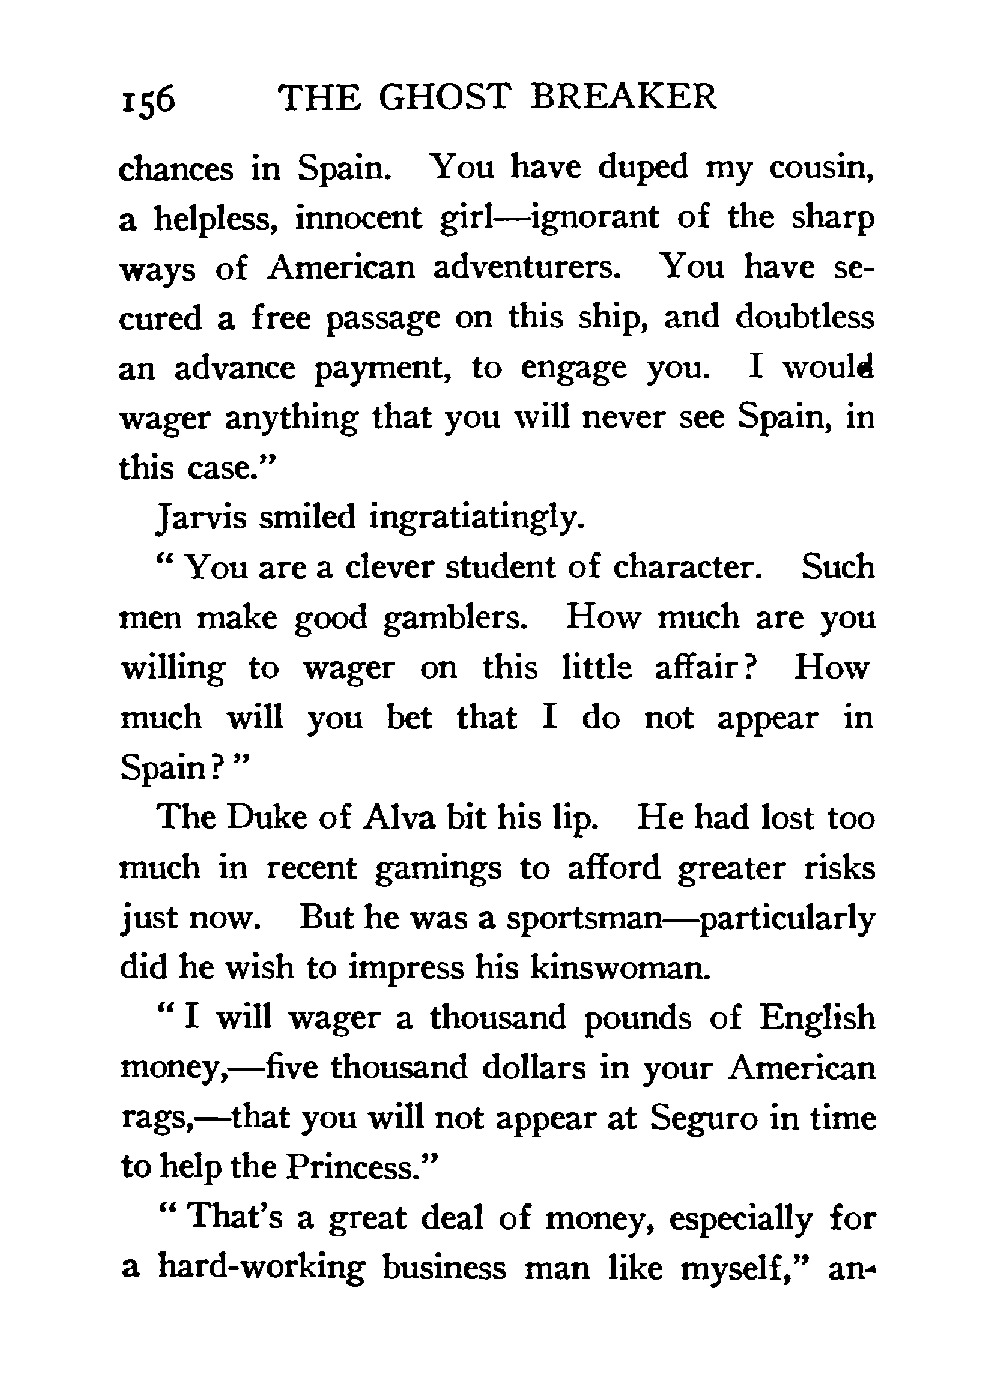 156 THE GHOST BREAKER
chances in Spain. You have duped my cousin,
a helpless, innocent girl—ignorant of the sharp
ways of American adventurers. You have se-
cured a free passage on this ship, and doubtless
an advance payment, to engage you. I would
wager anything that you will never see Spain, in
this case.”
Jarvis smiled ingratiatingly.
“ You are a clever student of character. Such
men make good gamblers. How much are you
willing to wager on this little affair? How
much will you bet that I do not appear in
Spain? ”
The Duke of Alva bit his lip. He had lost too
much in recent gamings to afford greater risks
just now. But he was a sportsman—particularly
did he wish to impress his kinswoman.
“ I will wager a thousand pounds of English
money,—five thousand dollars in your American
rags,—that you will not appear at Seguro in time
to help the Princess.”
“ That’s a great deal of money, especially for
a hard-working business man like myself,” an-